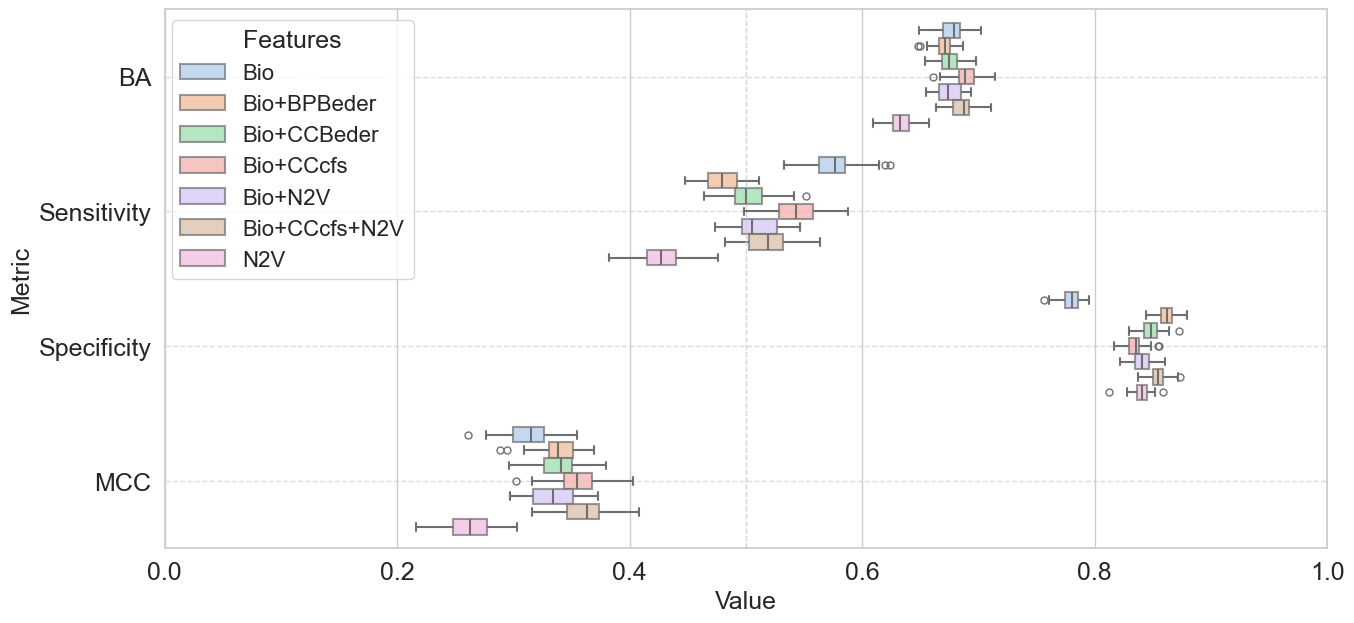 Features
Bio
Bio+BPBeder
Bio+CCBeder
Bio+CCcfs
Bio+N2V
Bio+CCcfs+N2V
N2V
Metric
BA
Sensitivity
Specificity
MCC
0.0 0.2 0.4 0.6 0.8 1.0
Value